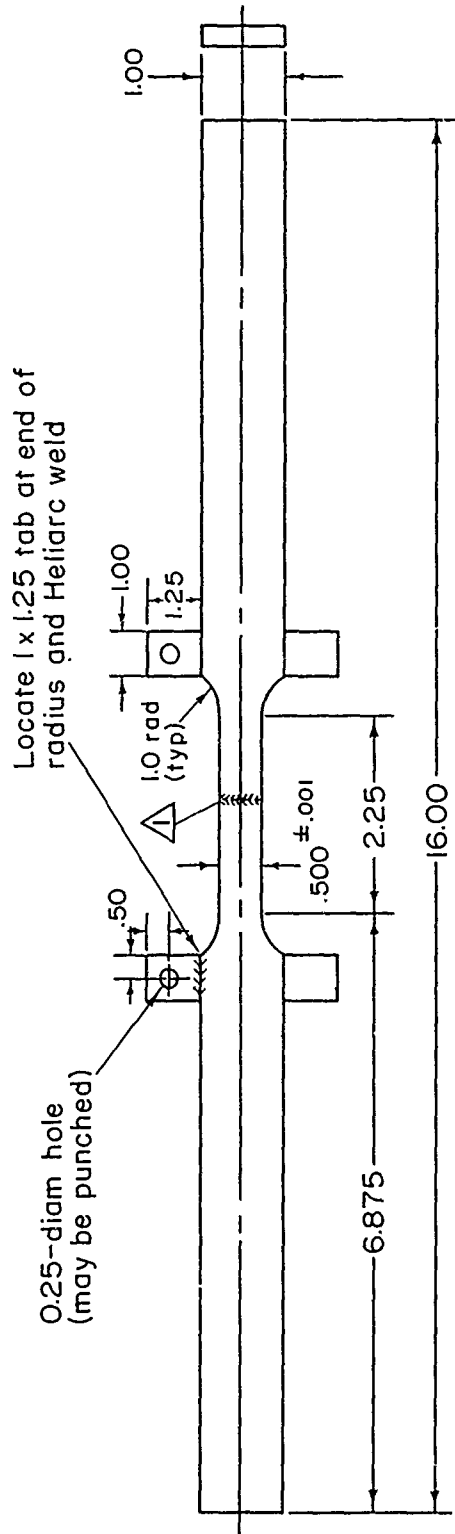 Locate 1 x 1.25 tab at end of
radius and Heliarc weld
0.25-diam hole
(may be punched)
.50
1.00
1.25
1.00
1.0 rad
(typ)
1
.500 ±.001
2.25
6.875
16.00